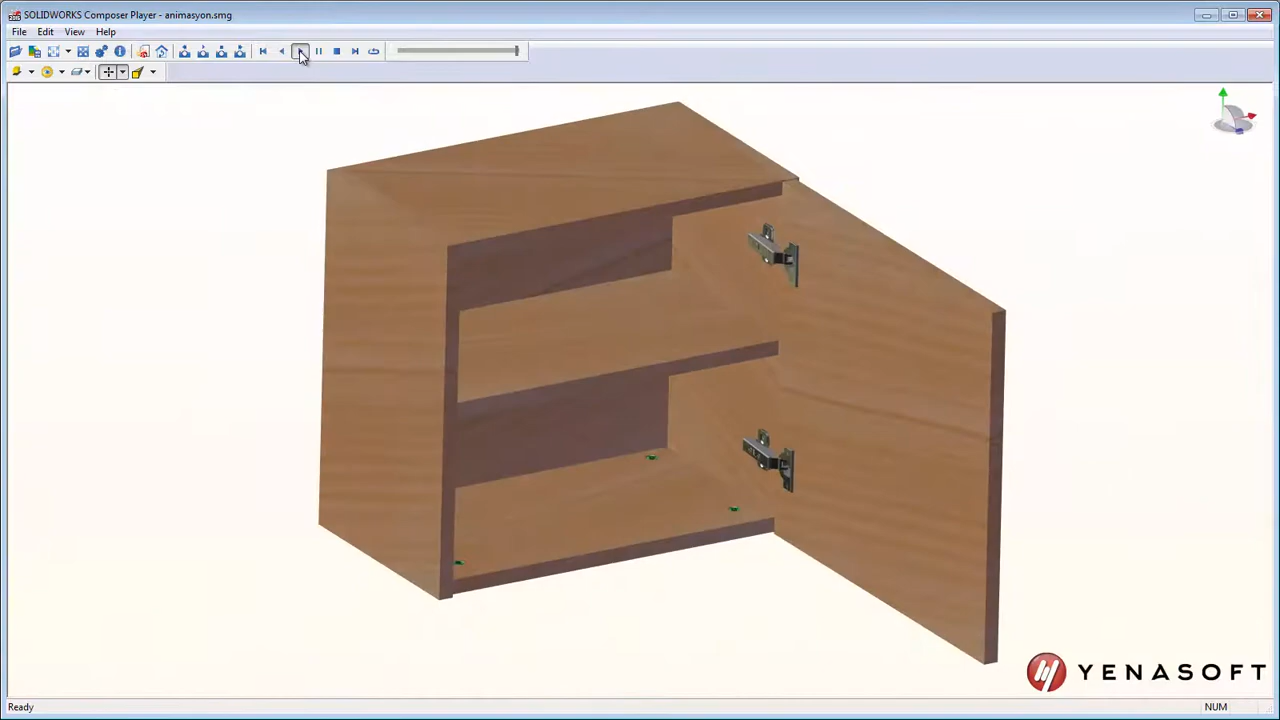 SOLIDWORKS Composer Player - animasyon.smg
File Edit View Help
YENASOFT
Ready
NUM